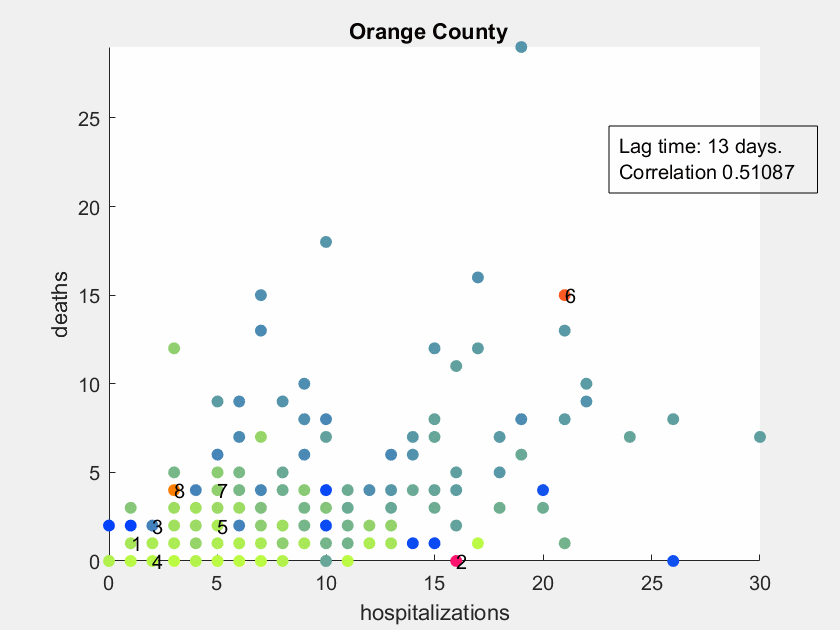 Orange County
Lag time: 13 days.
Correlation 0.51087
deaths
25
20
15
10
5
0
6
8
7
3
5
1
4
2
0 5 10 15 20 25 30
hospitalizations